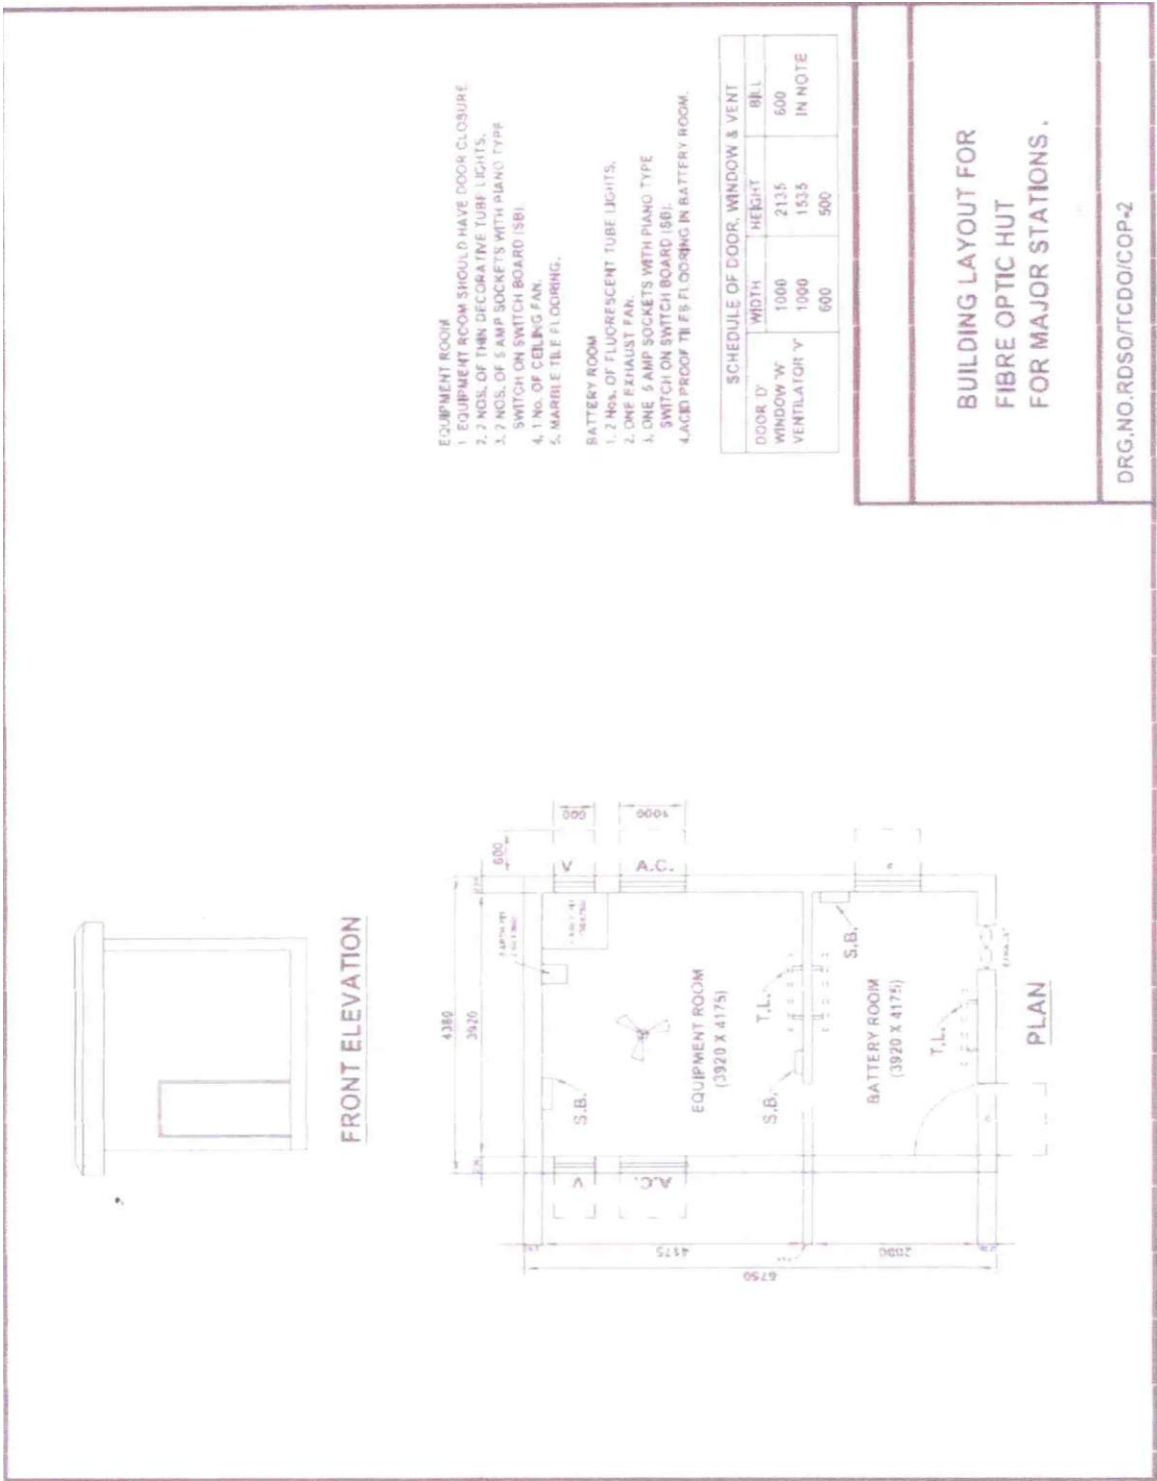 FRONT ELEVATION
4380
3920
600
600
1000
V
A.C.
V
A.C.
S.B.
EQUIPMENT ROOM
(3920 X 4175)
T.L.
S.B.
S.B.
BATTERY ROOM
(3920 X 4175)
T.L.
4175
2080
6750
PLAN
EQUIPMENT ROOM
1. EQUIPMENT ROOM SHOULD HAVE DOOR CLOSURE.
2. 2 NOS. OF THIN DECORATIVE TUBE LIGHTS.
3. 2 NOS. OF 5 AMP SOCKETS WITH PIANO TYPE
SWITCH ON SWITCH BOARD (SB).
4. 1 No. OF CEILING FAN.
5. MARBLE TILE FLOORING.
BATTERY ROOM
1. 2 Nos. OF FLUORESCENT TUBE LIGHTS.
2. ONE EXHAUST FAN.
3. ONE 5 AMP SOCKETS WITH PIANO TYPE
SWITCH ON SWITCH BOARD (SB).
4. ACID PROOF TILES FLOORING IN BATTERY ROOM.
SCHEDULE OF DOOR, WINDOW & VENT
WIDTH HEIGHT BILL
DOOR 'D' 1000 2135 600
WINDOW 'W' 1000 1535 IN NOTE
VENTILATOR 'V' 600 500
BUILDING LAYOUT FOR
FIBRE OPTIC HUT
FOR MAJOR STATIONS.
DRG.NO.RDSO/TCDO/COP-2